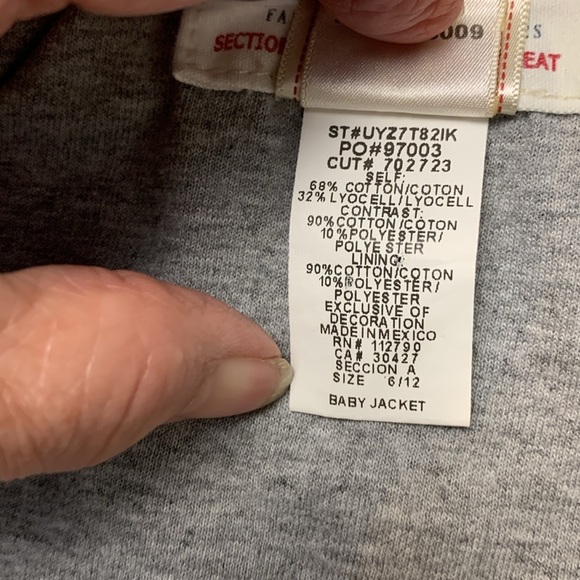 FA
009
S
SECTIO
EAT
ST#UYZ7T82IK
PO#97003
CUT# 702723
SELF:
68% COTTON/COTON
32% LYOCELL/LYOCELL
CONTRAST:
90%COTTON/COTON
10%POLYESTER/
POLYESTER
LINING:
90%COTTON/COTON
10%POLYESTER/
POLYESTER
EXCLUSIVE OF
DECORATION
MADE IN MEXICO
RN# 112790
CA# 30427
SECCION A
SIZE 6/12
BABY JACKET